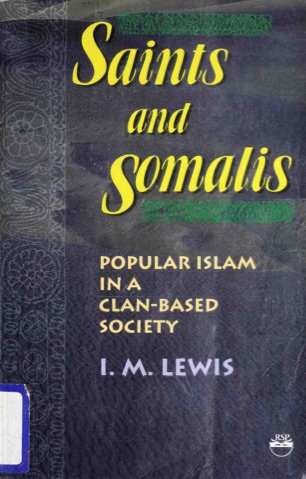 Saints
and
Somalis
POPULAR ISLAM
IN A
CLAN-BASED
SOCIETY
I. M. LEWIS
RSP